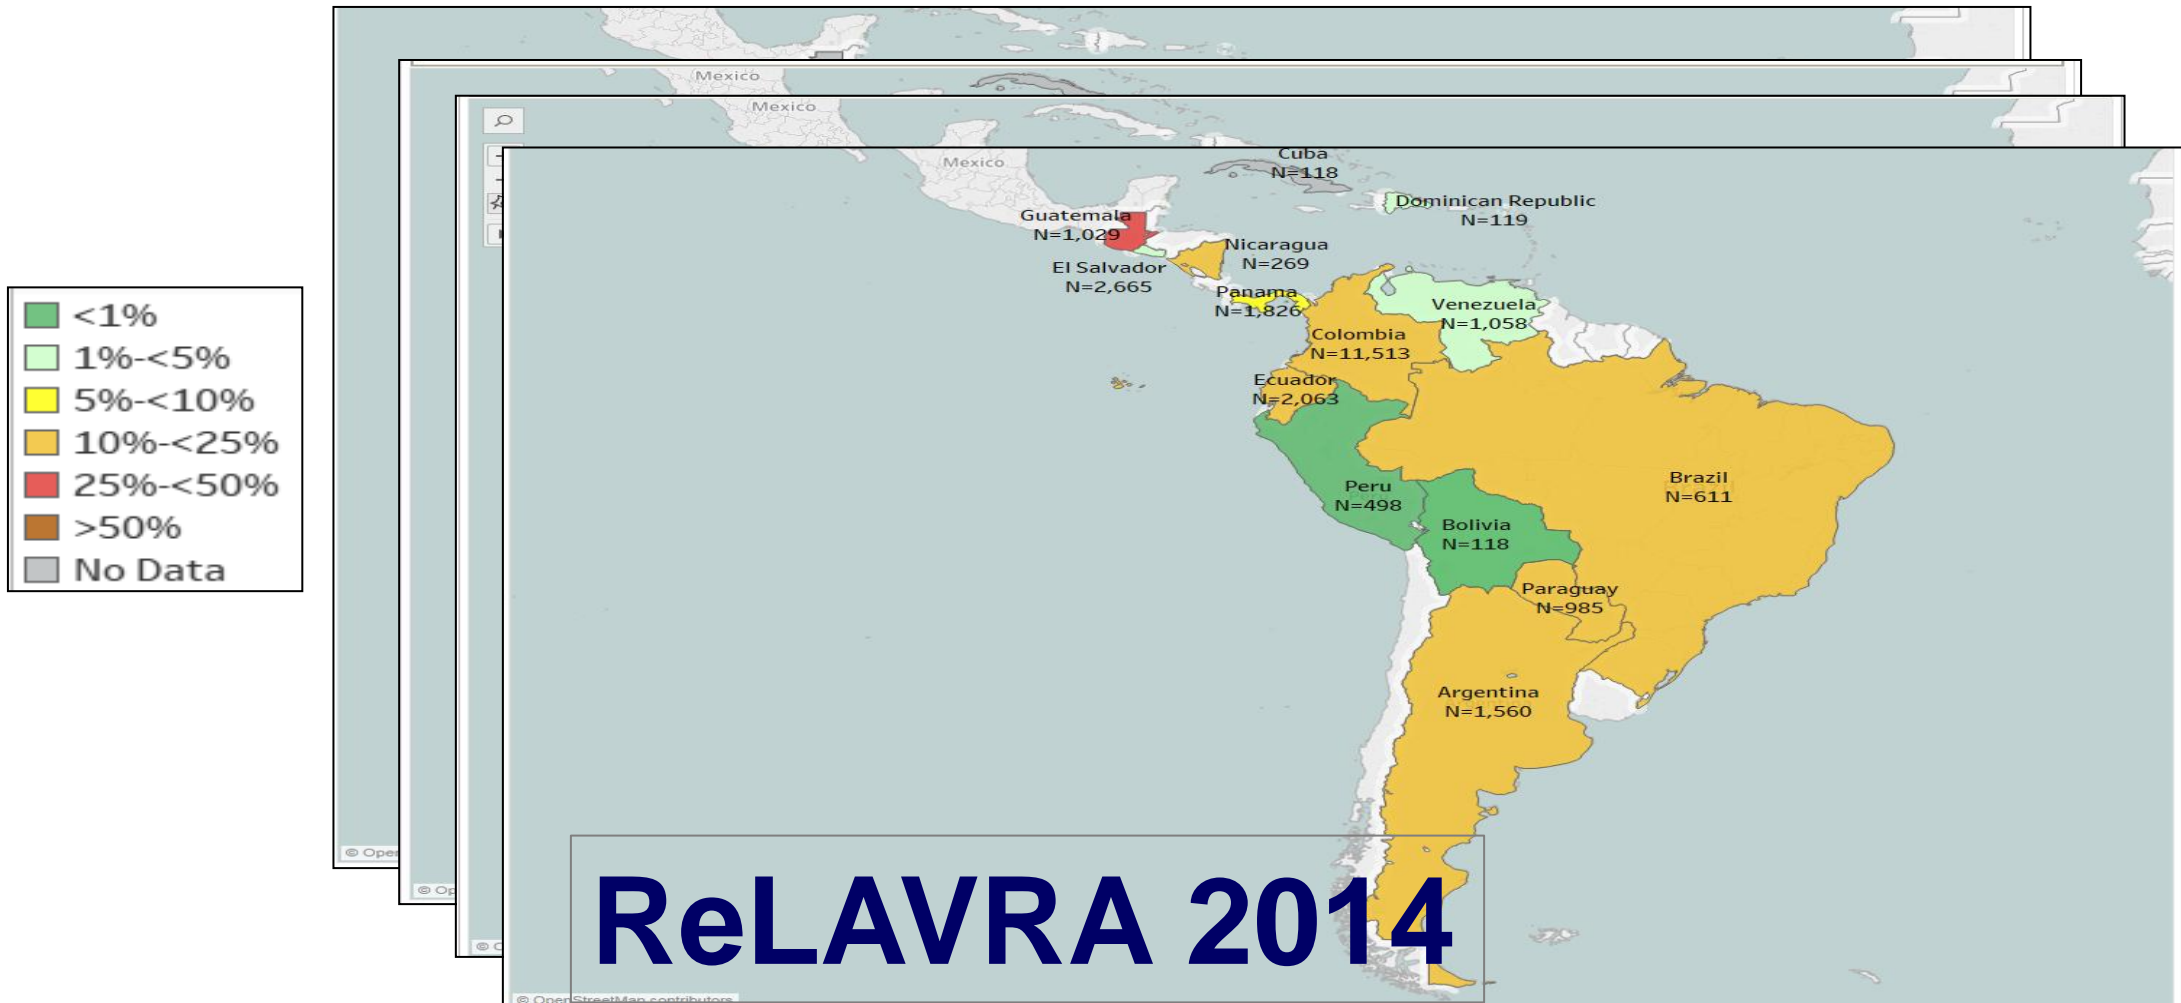 Mexico
Mexico
Mexico
Cuba
N=118
Dominican Republic
N=119
Guatemala
N=1,029
Nicaragua
N=269
El Salvador
N=2,665
Panama
N=1,826
Venezuela
N=1,058
Colombia
N=11,513
Ecuador
N=2,063
Peru
N=498
Brazil
N=611
Bolivia
N=118
Paraguay
N=985
Argentina
N=1,560
<1%
1%-<5%
5%-<10%
10%-<25%
25%-<50%
>50%
No Data
ReLAVRA 2014
© Oper
© Op
© OpenStreetMap contributors